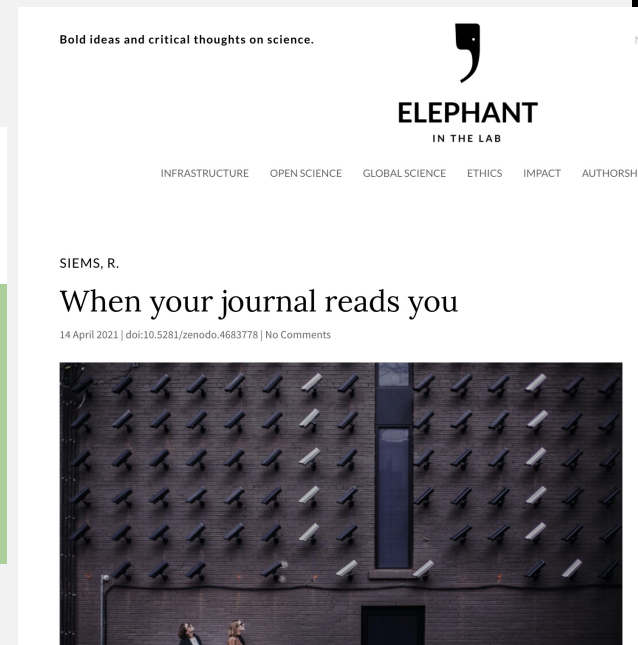 Bold ideas and critical thoughts on science.
ELEPHANT
IN THE LAB
INFRASTRUCTURE OPEN SCIENCE GLOBAL SCIENCE ETHICS IMPACT AUTHORSH
SIEMS, R.
When your journal reads you
14 April 2021 | doi:10.5281/zenodo.4683778 | No Comments